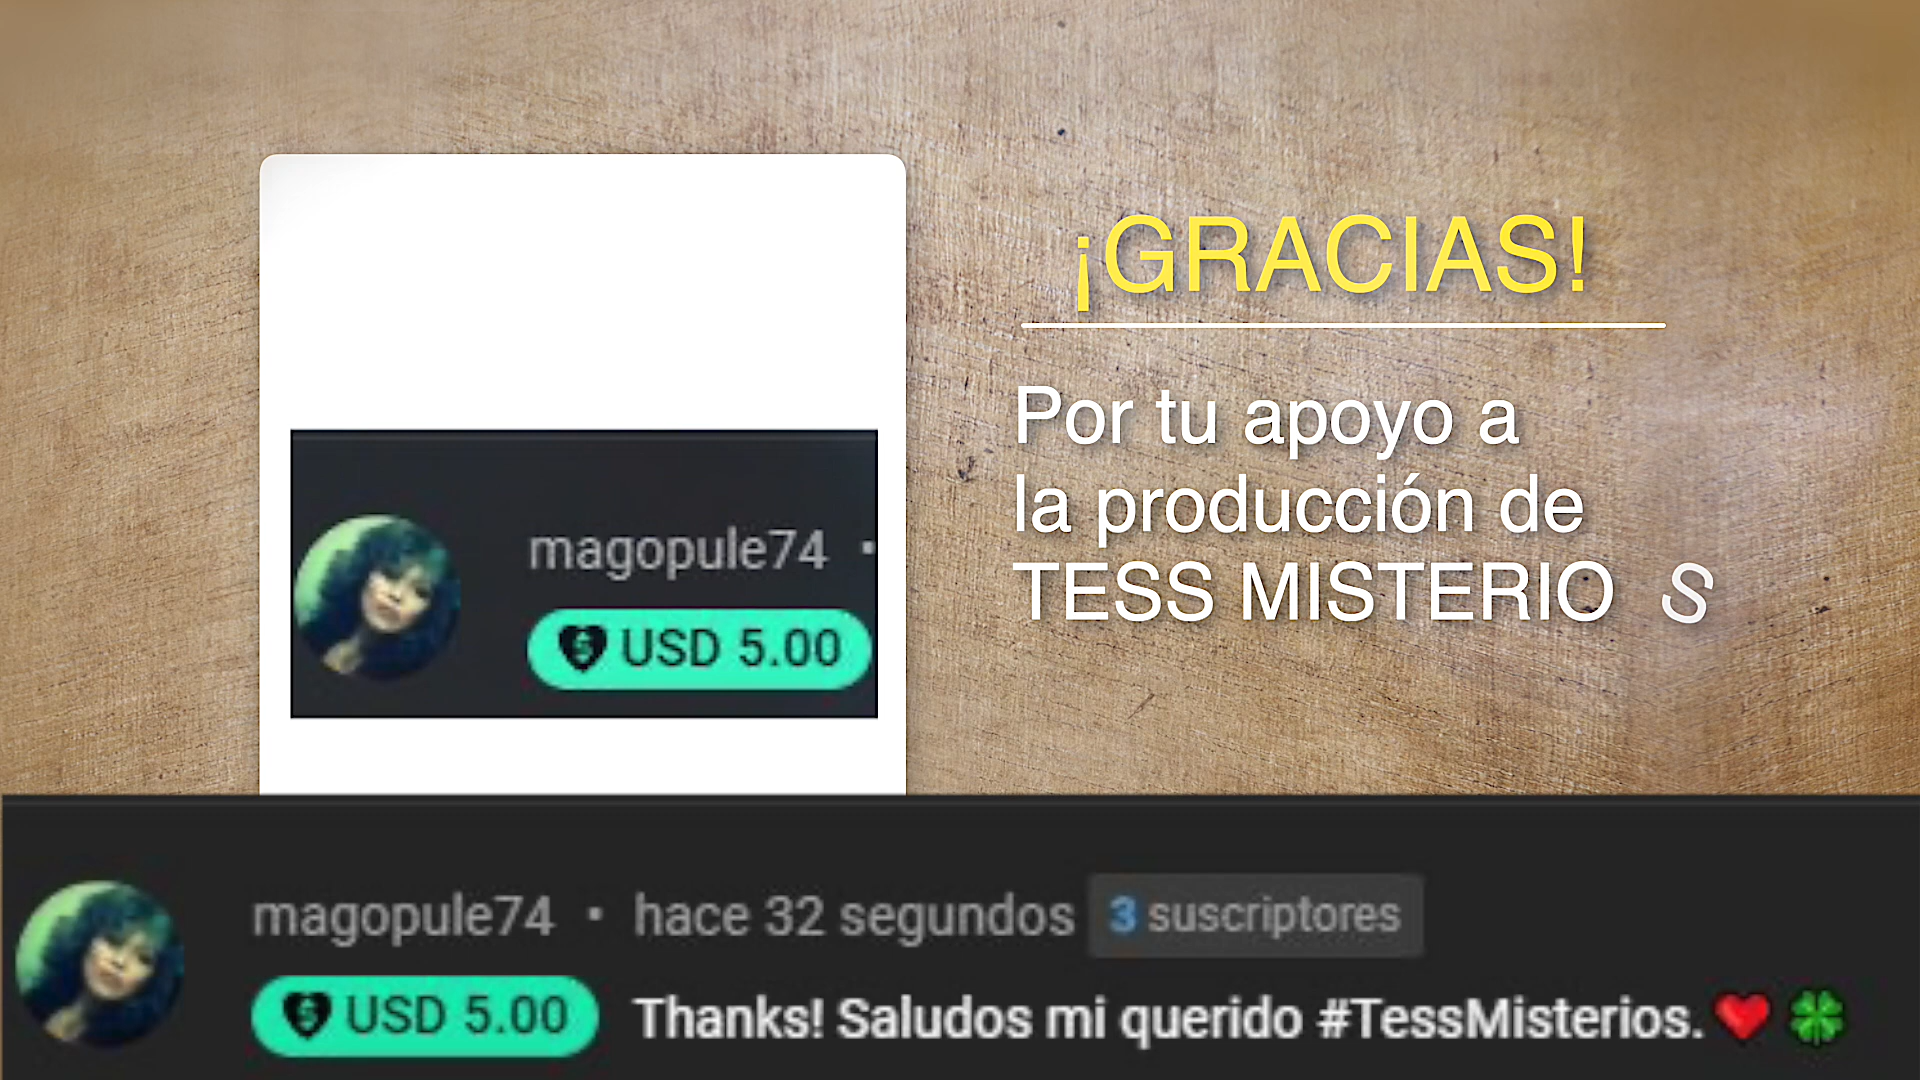 ¡GRACIAS!
Por tu apoyo a
la producción de
TESS MISTERIO S
magopule74 •
USD 5.00
magopule74 • hace 32 segundos 3 suscriptores
USD 5.00 Thanks! Saludos mi querido #TessMisterios. ❤️ 🍀